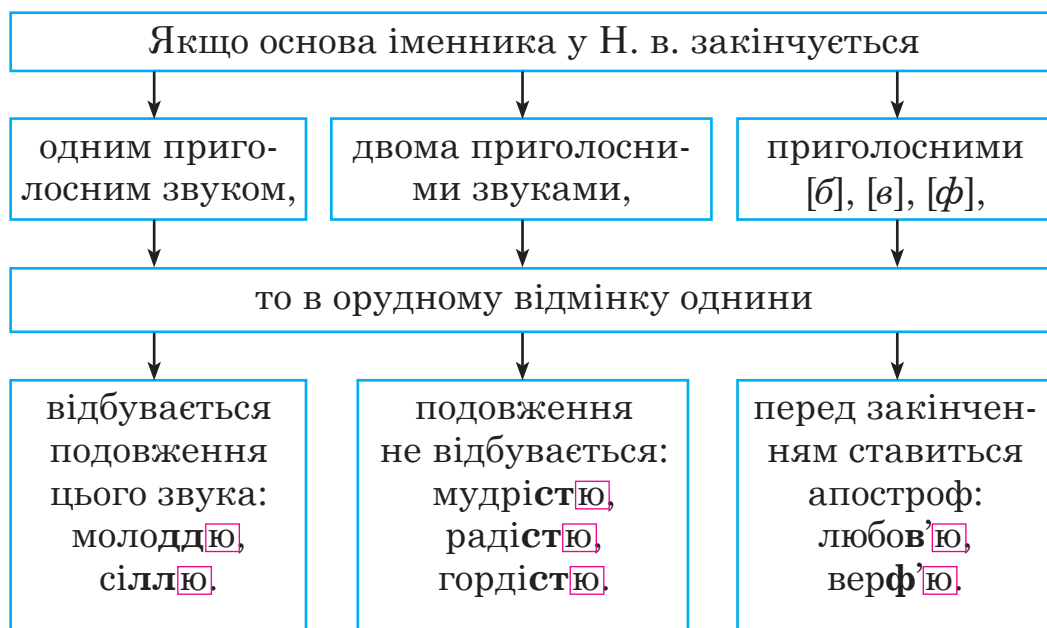 Якщо основа іменника у Н. в. закінчується
одним приго-
лосним звуком,
двома приголосни-
ми звуками,
приголосними
[б], [в], [ф],
то в орудному відмінку однини
відбувається
подовження
цього звука:
молоддю,
сіллю.
подовження
не відбувається:
мудрістю,
радістю,
гордістю.
перед закінчен-
ням ставиться
апостроф:
любов’ю,
верф’ю.